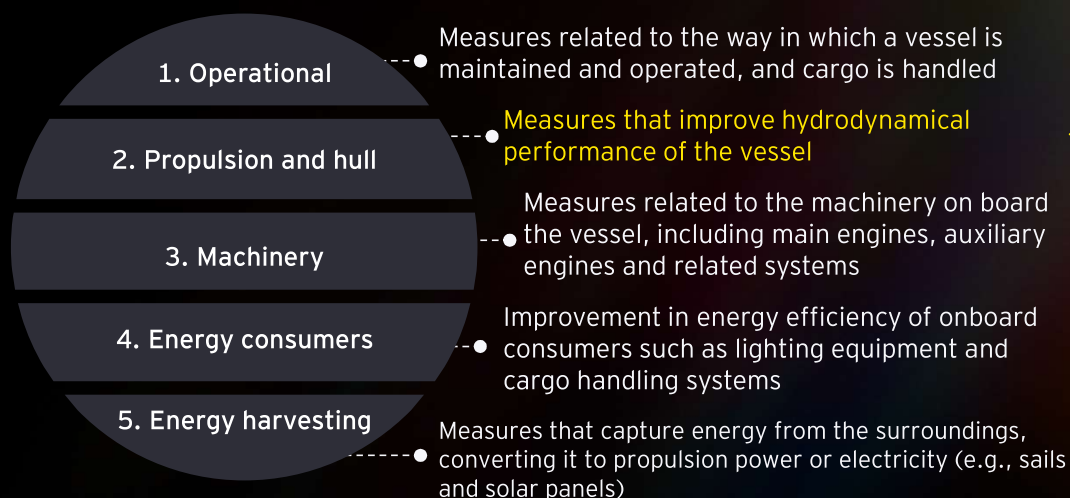 1. Operational
Measures related to the way in which a vessel is
maintained and operated, and cargo is handled
2. Propulsion and hull
Measures that improve hydrodynamical
performance of the vessel
3. Machinery
Measures related to the machinery on board
the vessel, including main engines, auxiliary
engines and related systems
4. Energy consumers
Improvement in energy efficiency of onboard
consumers such as lighting equipment and
cargo handling systems
5. Energy harvesting
Measures that capture energy from the surroundings,
converting it to propulsion power or electricity (e.g., sails
and solar panels)